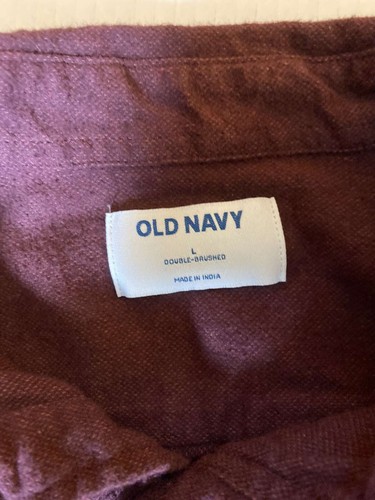 OLD NAVY
L
DOUBLE-BRUSHED
MADE IN INDIA